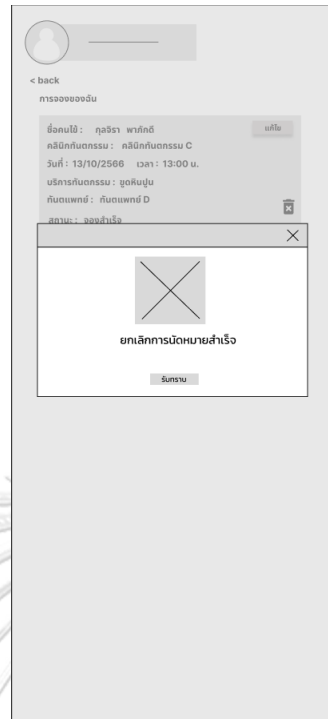 < back
การจองของฉัน
ชื่อคนไข้ : กุลจิรา พาภักดี
แก้ไข
คลินิกทันตกรรม : คลินิกทันตกรรม C
วันที่ : 13/10/2566 เวลา : 13:00 น.
บริการทันตกรรม : ขูดหินปูน
ทันตแพทย์ : ทันตแพทย์ D
สถานะ : จองสำเร็จ
ยกเลิกการนัดหมายสำเร็จ
รับทราบ